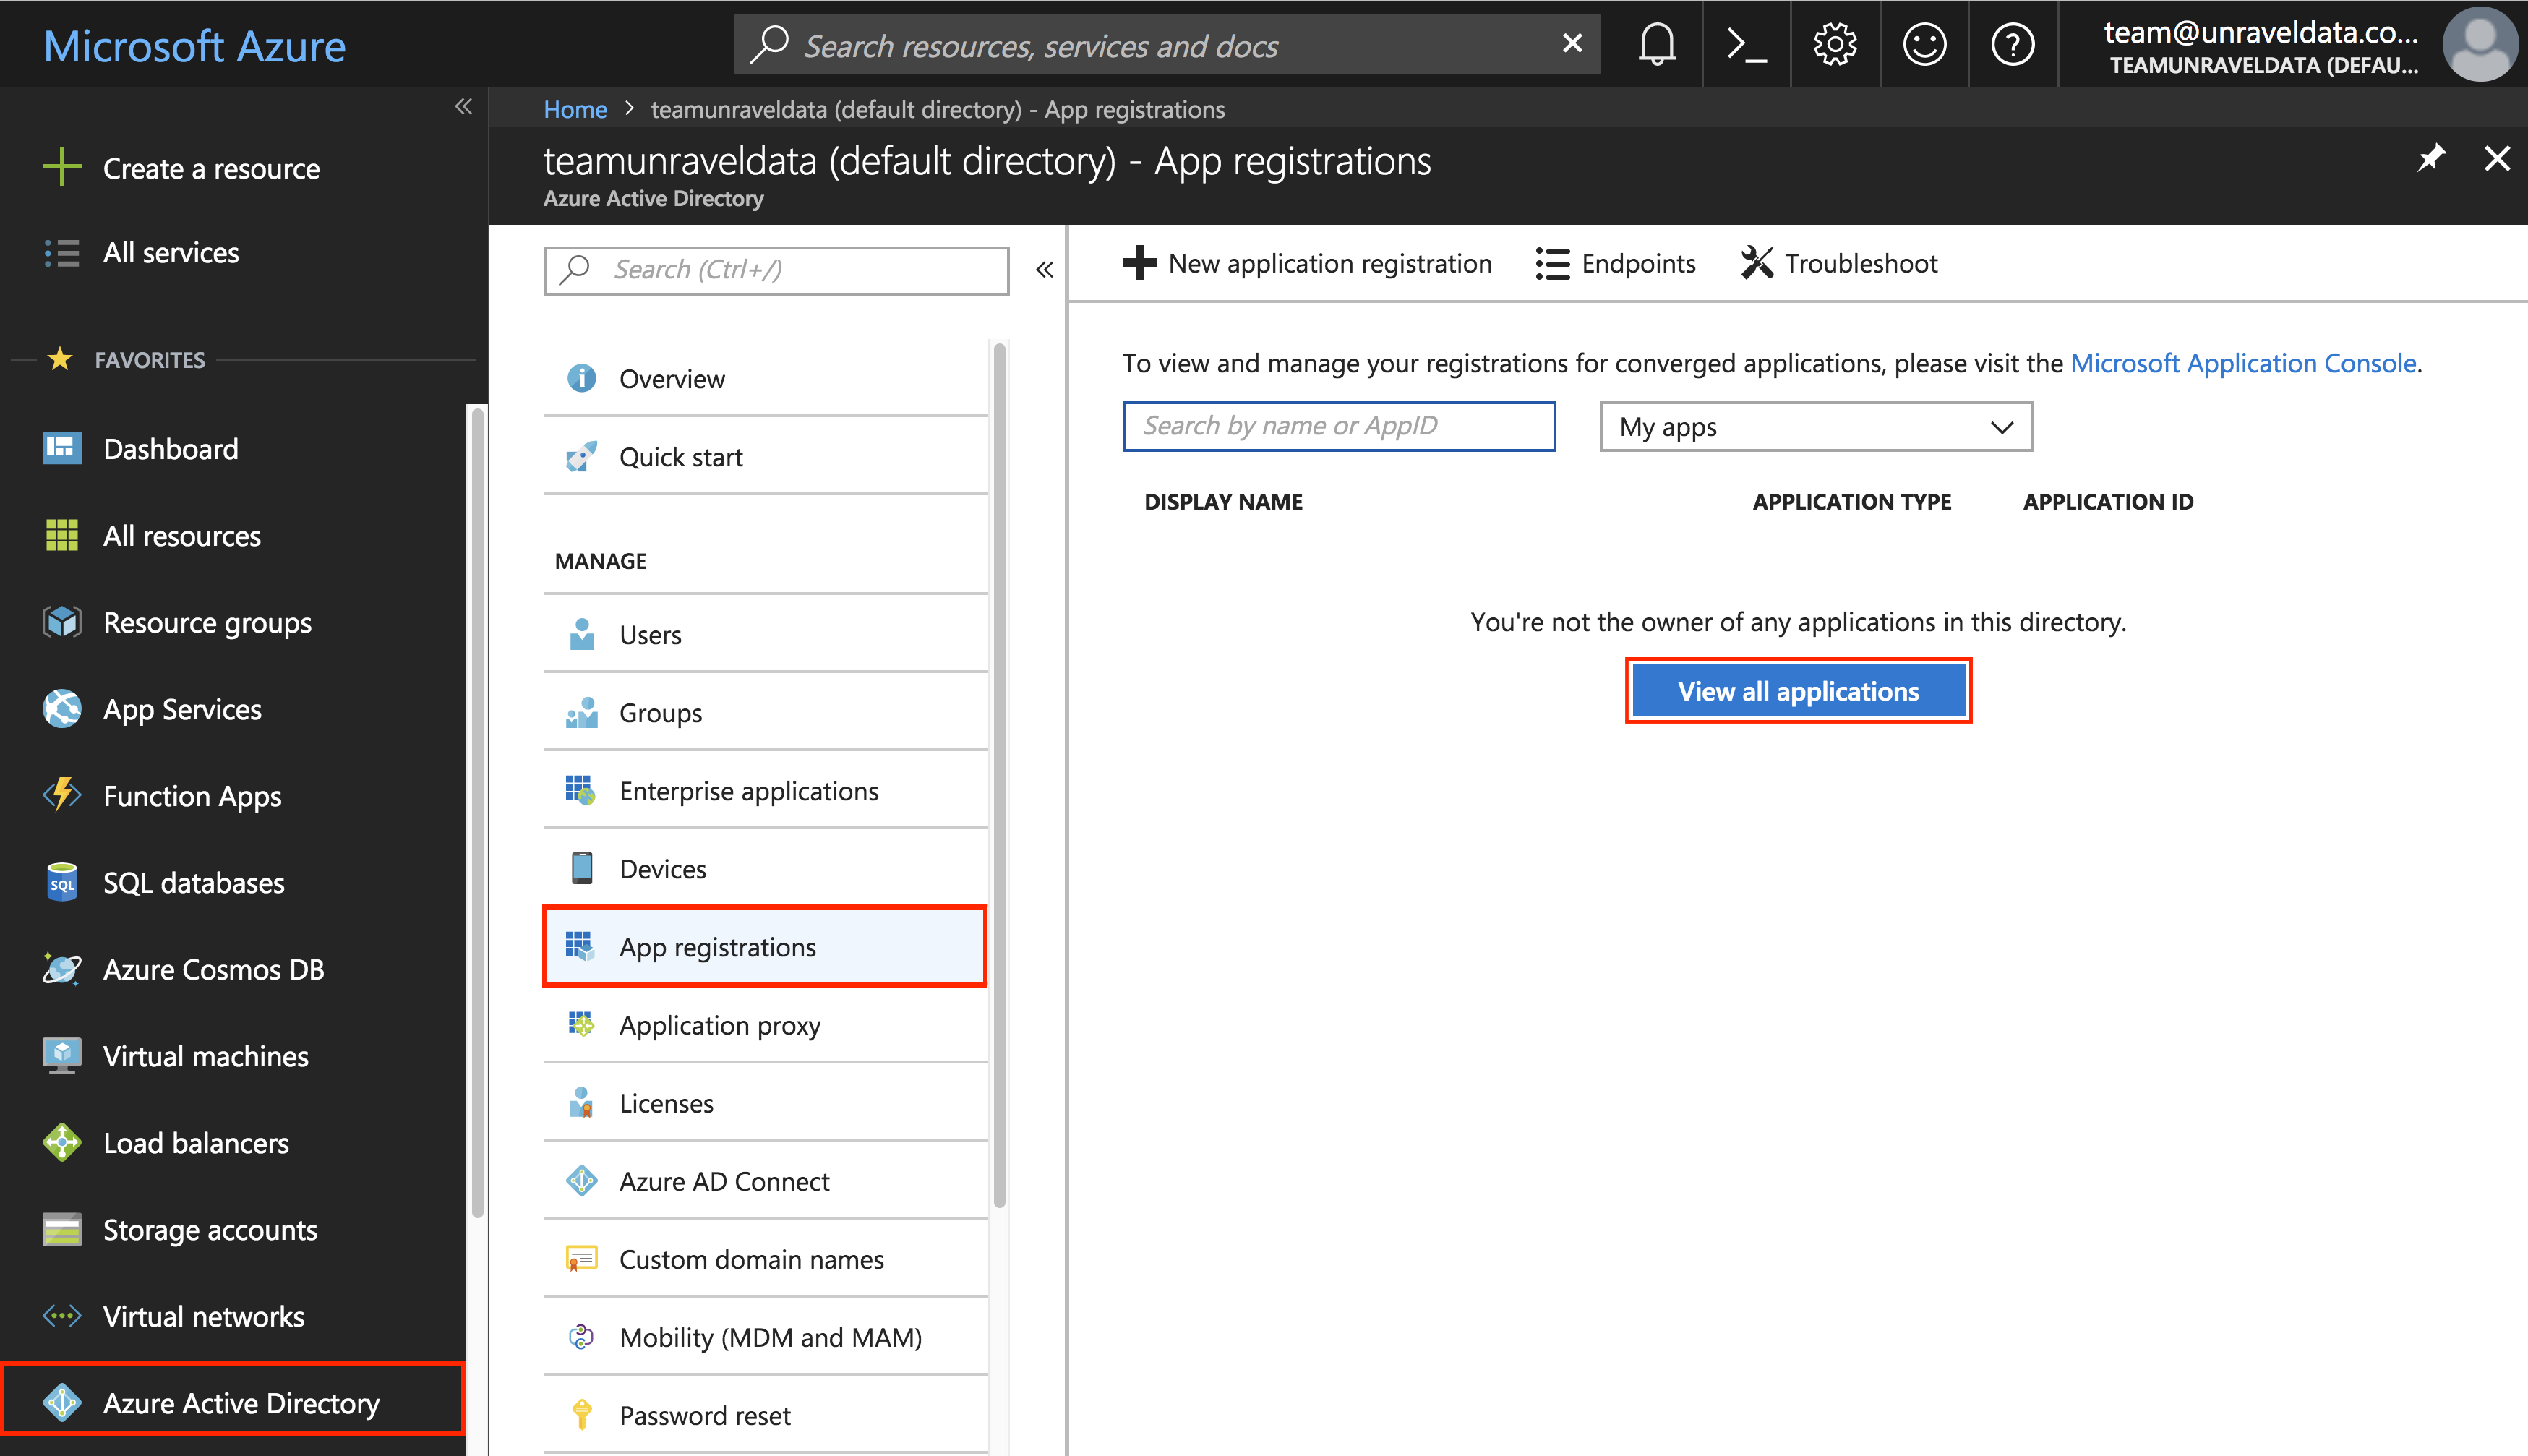 Microsoft Azure
Search resources, services and docs
team@unraveldata.co...
TEAMUNRAVELDATA (DEFAU...
Create a resource
All services
FAVORITES
Dashboard
All resources
Resource groups
App Services
Function Apps
SQL
SQL databases
Azure Cosmos DB
Virtual machines
Load balancers
Storage accounts
Virtual networks
Azure Active Directory
Home > teamunraveldata (default directory) - App registrations
teamunraveldata (default directory) - App registrations
Azure Active Directory
Search (Ctrl+/)
Overview
Quick start
MANAGE
Users
Groups
Enterprise applications
Devices
App registrations
Application proxy
Licenses
Azure AD Connect
Custom domain names
Mobility (MDM and MAM)
Password reset
New application registration
Endpoints
Troubleshoot
To view and manage your registrations for converged applications, please visit the Microsoft Application Console.
Search by name or AppID
My apps
DISPLAY NAME
APPLICATION TYPE
APPLICATION ID
You're not the owner of any applications in this directory.
View all applications